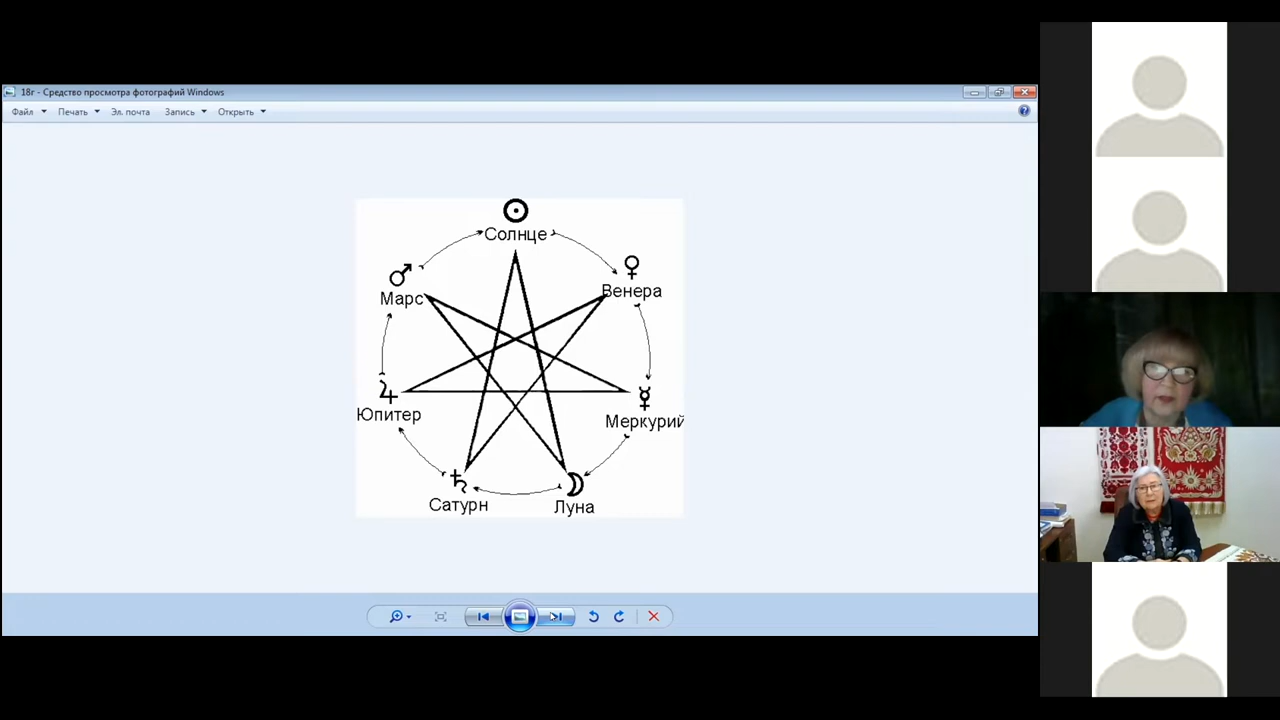 18г - Средство просмотра фотографий Windows
Файл Печать Эл. почта Запись Открыть
Солнце
Венера
Марс
Юпитер
Меркурий
Сатурн
Луна